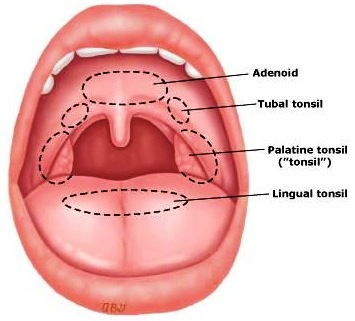 Adenoid
Tubal tonsil
Palatine tonsil
("tonsil")
Lingual tonsil